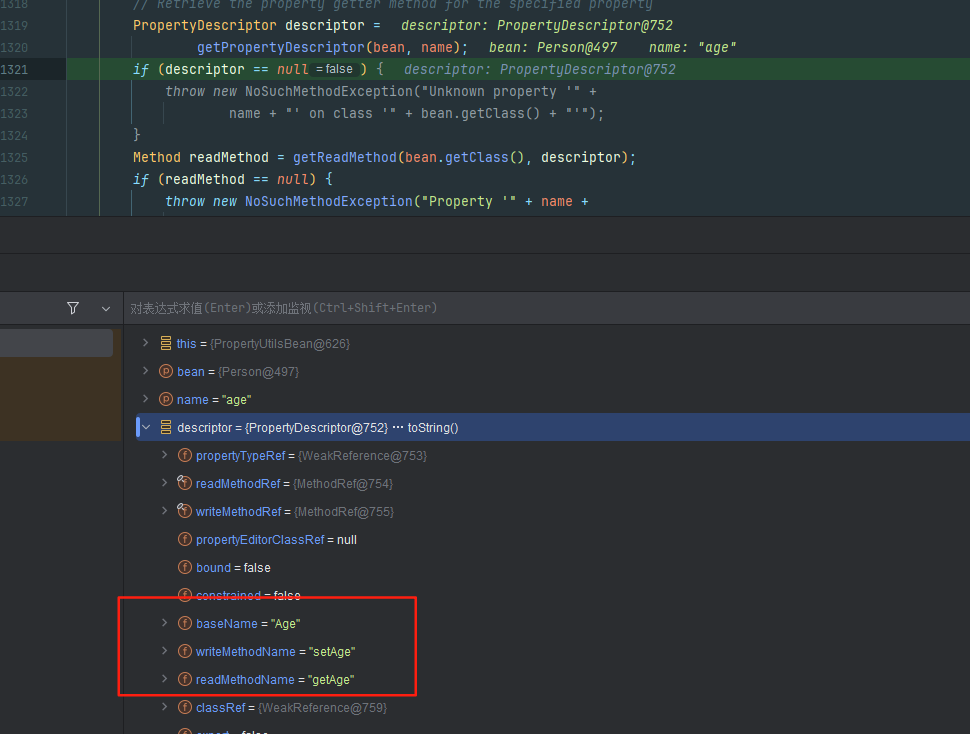 1318 // Retrieve the property getter method for the specified property
1319 PropertyDescriptor descriptor = descriptor: PropertyDescriptor@752
1320 getPropertyDescriptor(bean, name); bean: Person@497 name: "age"
1321 if (descriptor == null = false ) { descriptor: PropertyDescriptor@752
1322 throw new NoSuchMethodException("Unknown property '" +
1323 name + "' on class '" + bean.getClass() + "'");
1324 }
1325 Method readMethod = getReadMethod(bean.getClass(), descriptor);
1326 if (readMethod == null) {
1327 throw new NoSuchMethodException("Property '" + name +
对表达式求值(Enter)或添加监视(Ctrl+Shift+Enter)
this = {PropertyUtilsBean@626}
bean = {Person@497}
name = "age"
descriptor = {PropertyDescriptor@752} ··· toString()
propertyTypeRef = {WeakReference@753}
readMethodRef = {MethodRef@754}
writeMethodRef = {MethodRef@755}
propertyEditorClassRef = null
bound = false
constrained = false
baseName = "Age"
writeMethodName = "setAge"
readMethodName = "getAge"
classRef = {WeakReference@759}
expert = false